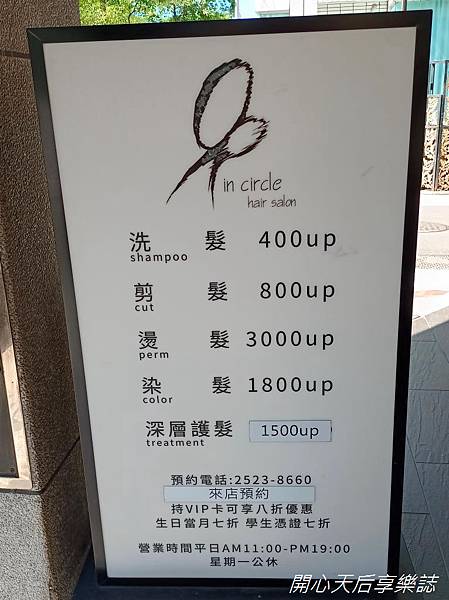 in circle
hair salon
洗 髮 400up
shampoo
剪 髮 800up
cut
燙 髮 3000up
perm
染 髮 1800up
color
深層護髮 1500up
treatment
預約電話:2523-8660
來店預約
持VIP卡可享八折優惠
生日當月七折 學生憑證七折
營業時間平日AM11:00-PM19:00
星期一公休
開心天后享樂誌